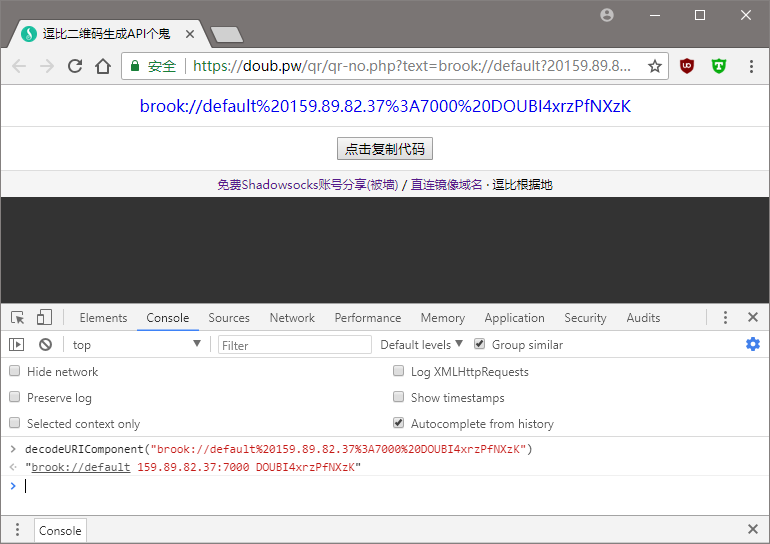 逗比二维码生成API个鬼
安全 https://doub.pw/qr/qr-no.php?text=brook://default?20159.89.8...
brook://default%20159.89.82.37%3A7000%20DOUBI4xrzPfNXzK
点击复制代码
免费Shadowsocks账号分享(被墙) / 直连镜像域名 · 逗比根据地
Elements Console Sources Network Performance Memory Application Security Audits
top Filter Default levels Group similar
Hide network Log XMLHttpRequests
Preserve log Show timestamps
Selected context only Autocomplete from history
decodeURIComponent("brook://default%20159.89.82.37%3A7000%20DOUBI4xrzPfNXzK")
"brook://default 159.89.82.37:7000 DOUBI4xrzPfNXzK"
Console